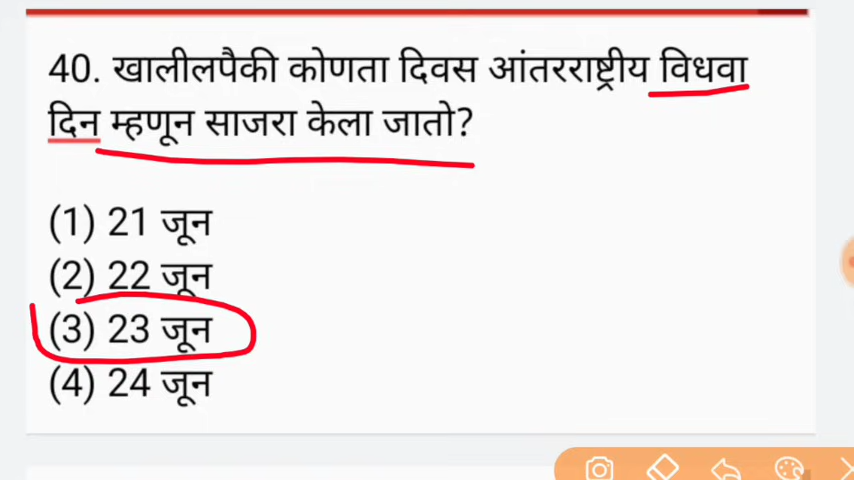 40. खालीलपैकी कोणता दिवस आंतरराष्ट्रीय विधवा
दिन म्हणून साजरा केला जातो?
(1) 21 जून
(2) 22 जून
(3) 23 जून
(4) 24 जून